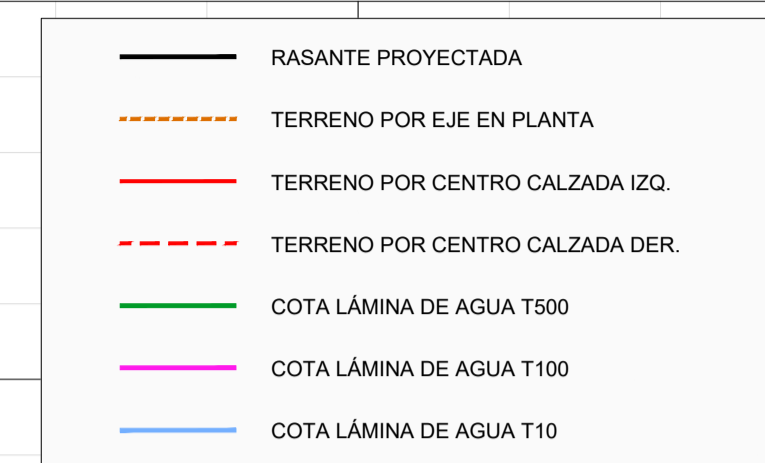 RASANTE PROYECTADA
TERRENO POR EJE EN PLANTA
TERRENO POR CENTRO CALZADA IZQ.
TERRENO POR CENTRO CALZADA DER.
COTA LÁMINA DE AGUA T500
COTA LÁMINA DE AGUA T100
COTA LÁMINA DE AGUA T10